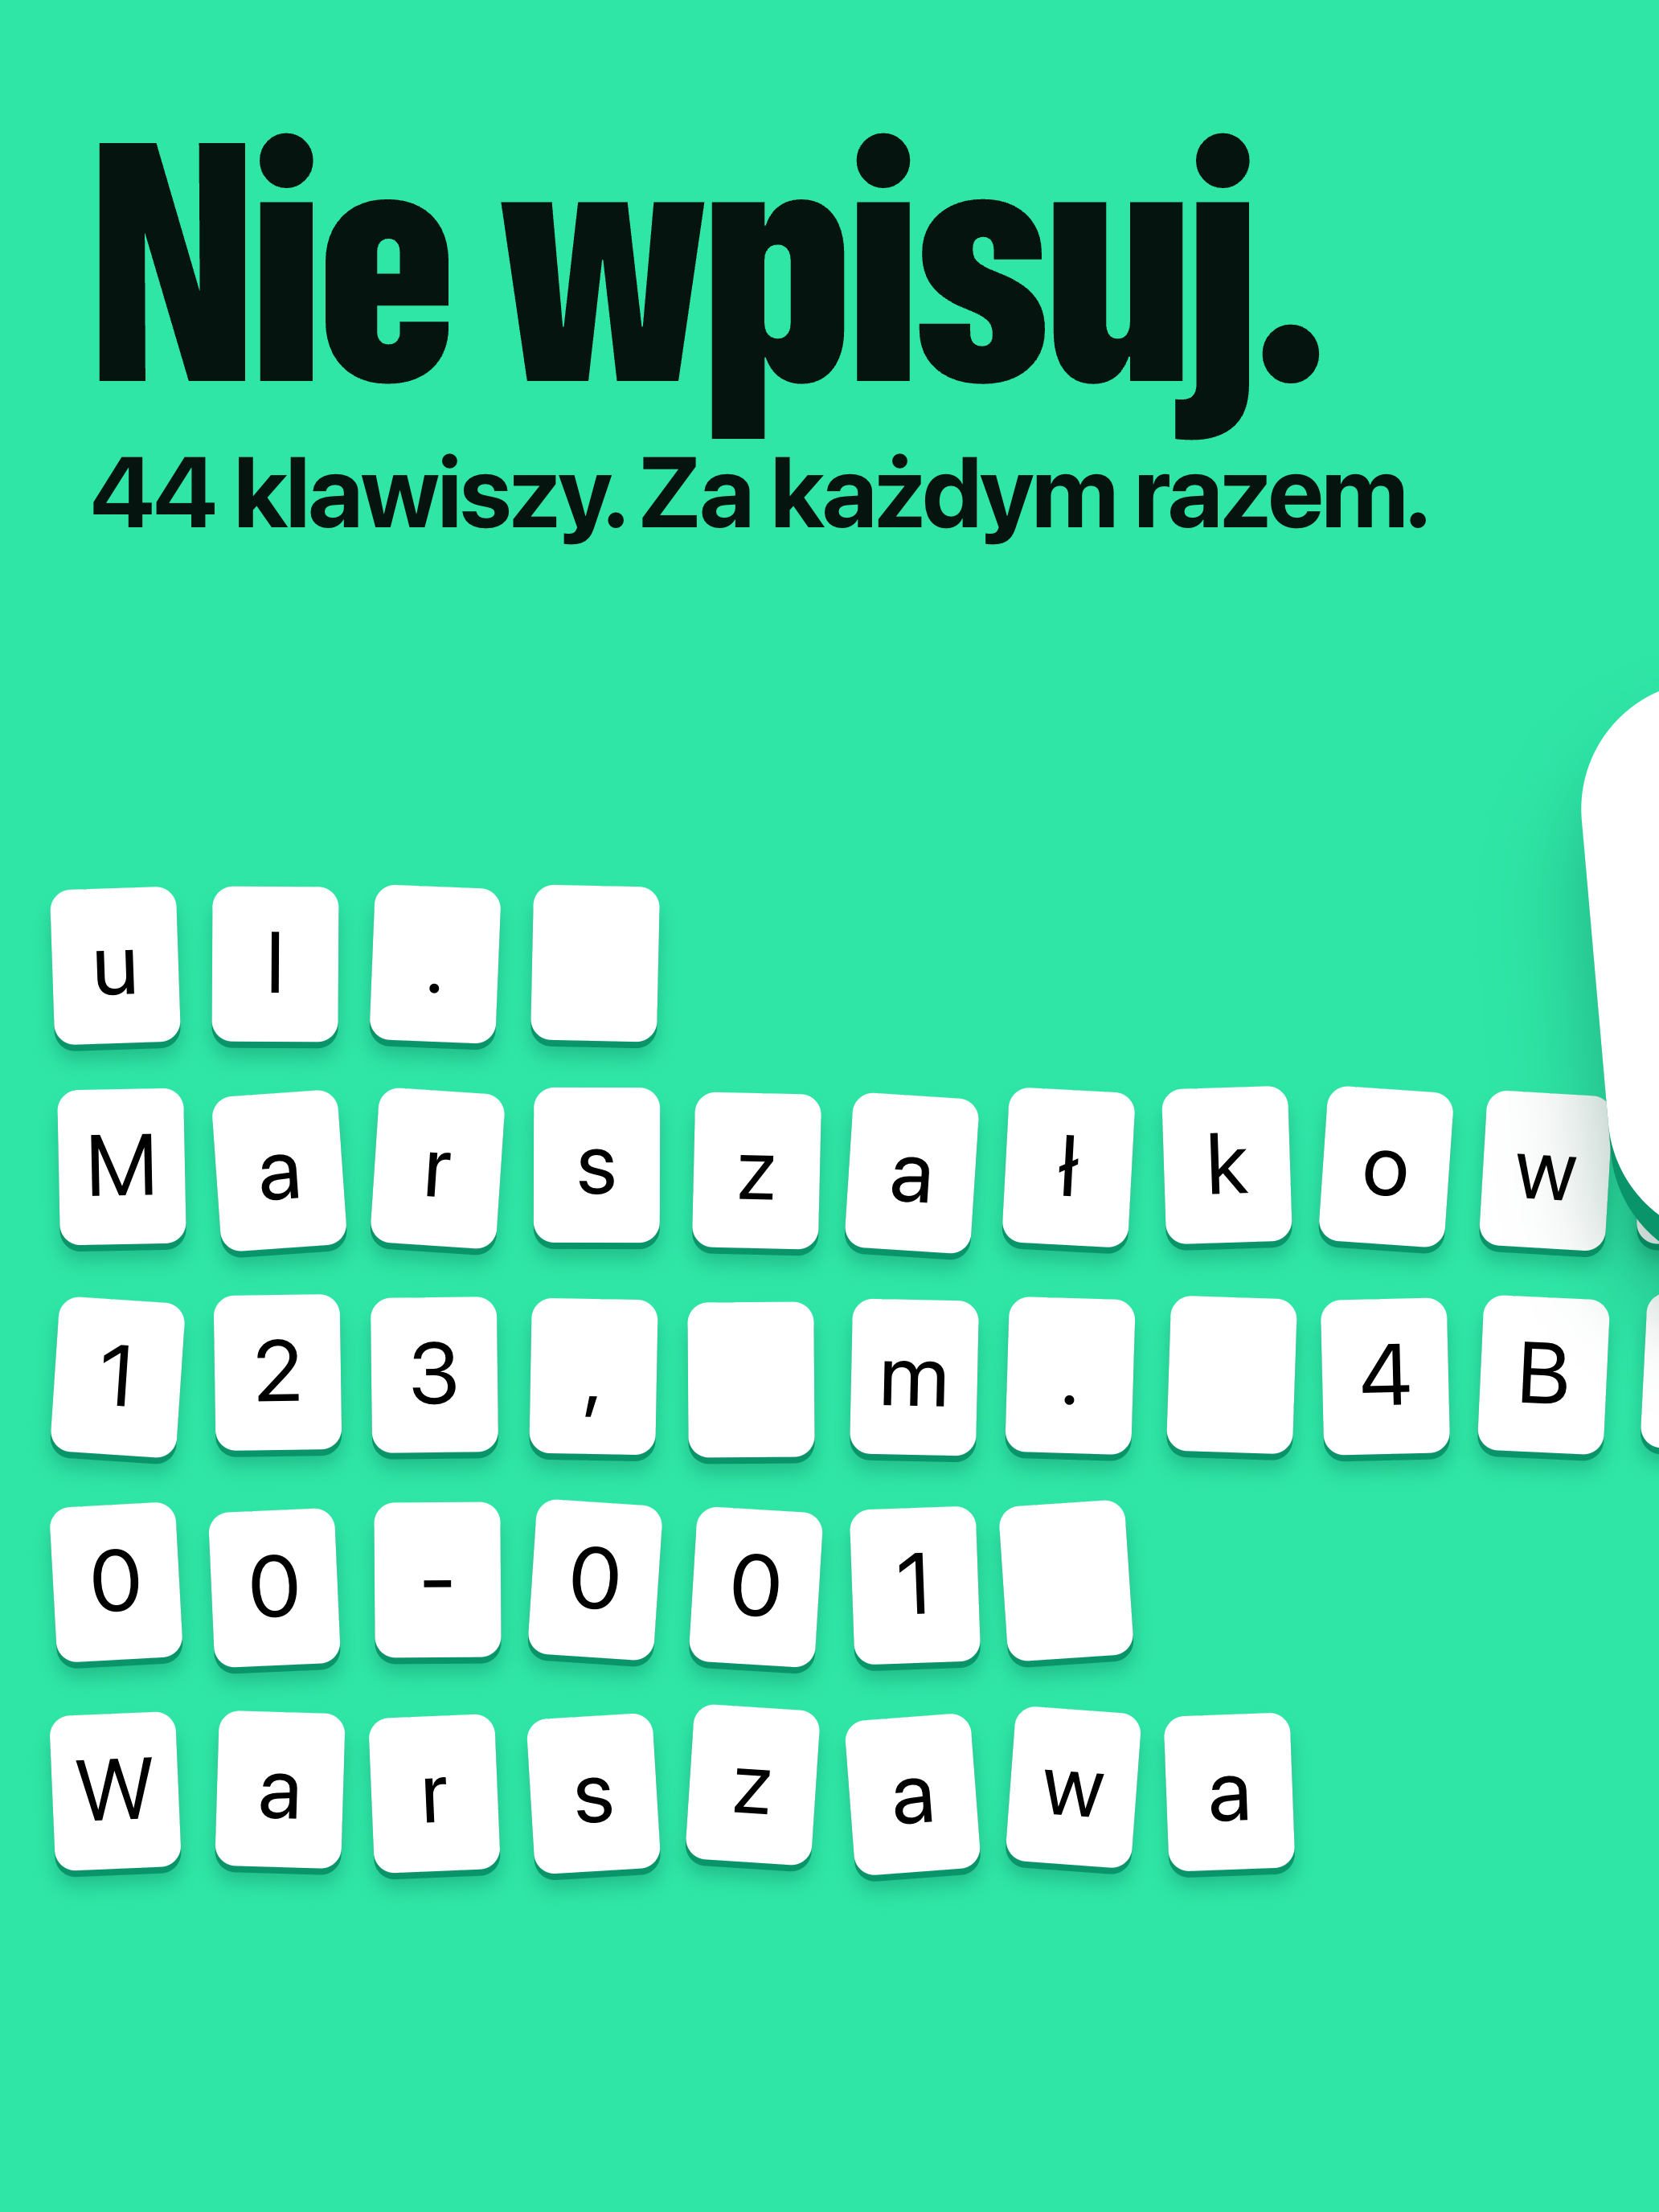 Nie wpisuj.
44 klawiszy. Za każdym razem.
ul.
Marszałkow
123, m. 4B
00-001
Warszawa